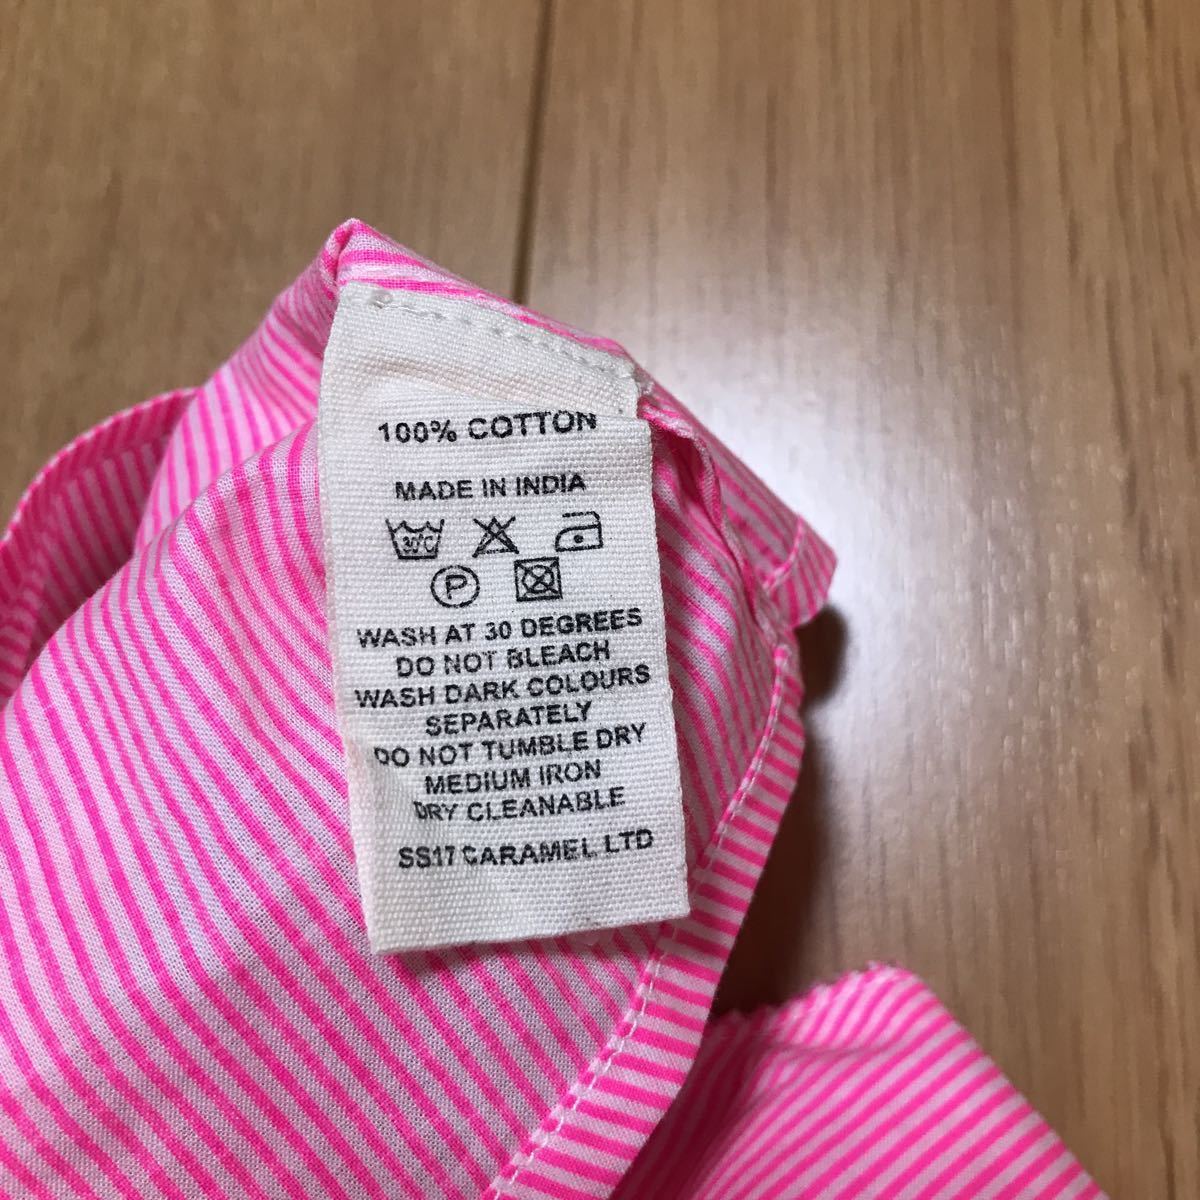 100% COTTON
MADE IN INDIA
30°C
P
WASH AT 30 DEGREES
DO NOT BLEACH
WASH DARK COLOURS
SEPARATELY
DO NOT TUMBLE DRY
MEDIUM IRON
DRY CLEANABLE
SS17 CARAMEL LTD